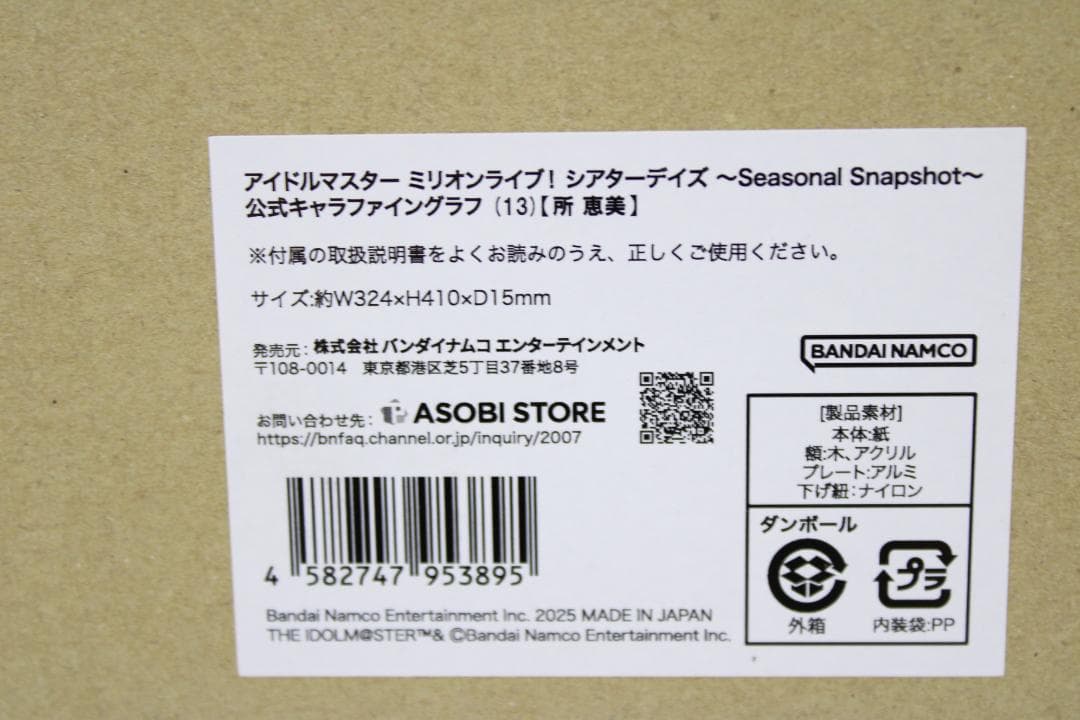 アイドルマスター ミリオンライブ! シアターデイズ ～Seasonal Snapshot～
公式キャラファイングラフ (13)【所 恵美】
※付属の取扱説明書をよくお読みのうえ、正しくご使用ください。
サイズ:約W324×H410×D15mm
発売元：株式会社 バンダイナムコ エンターテインメント
〒108-0014 東京都港区芝5丁目37番地8号
BANDAI NAMCO
お問い合わせ先： ASOBI STORE
https://bnfaq.channel.or.jp/inquiry/2007
[製品素材]
本体:紙
額:木、アクリル
プレート:アルミ
下げ紐：ナイロン
ダンボール
プラ
外箱 内装袋:PP
4 582747 953895
Bandai Namco Entertainment Inc. 2025 MADE IN JAPAN
THE IDOLM@STER™& ©Bandai Namco Entertainment Inc.